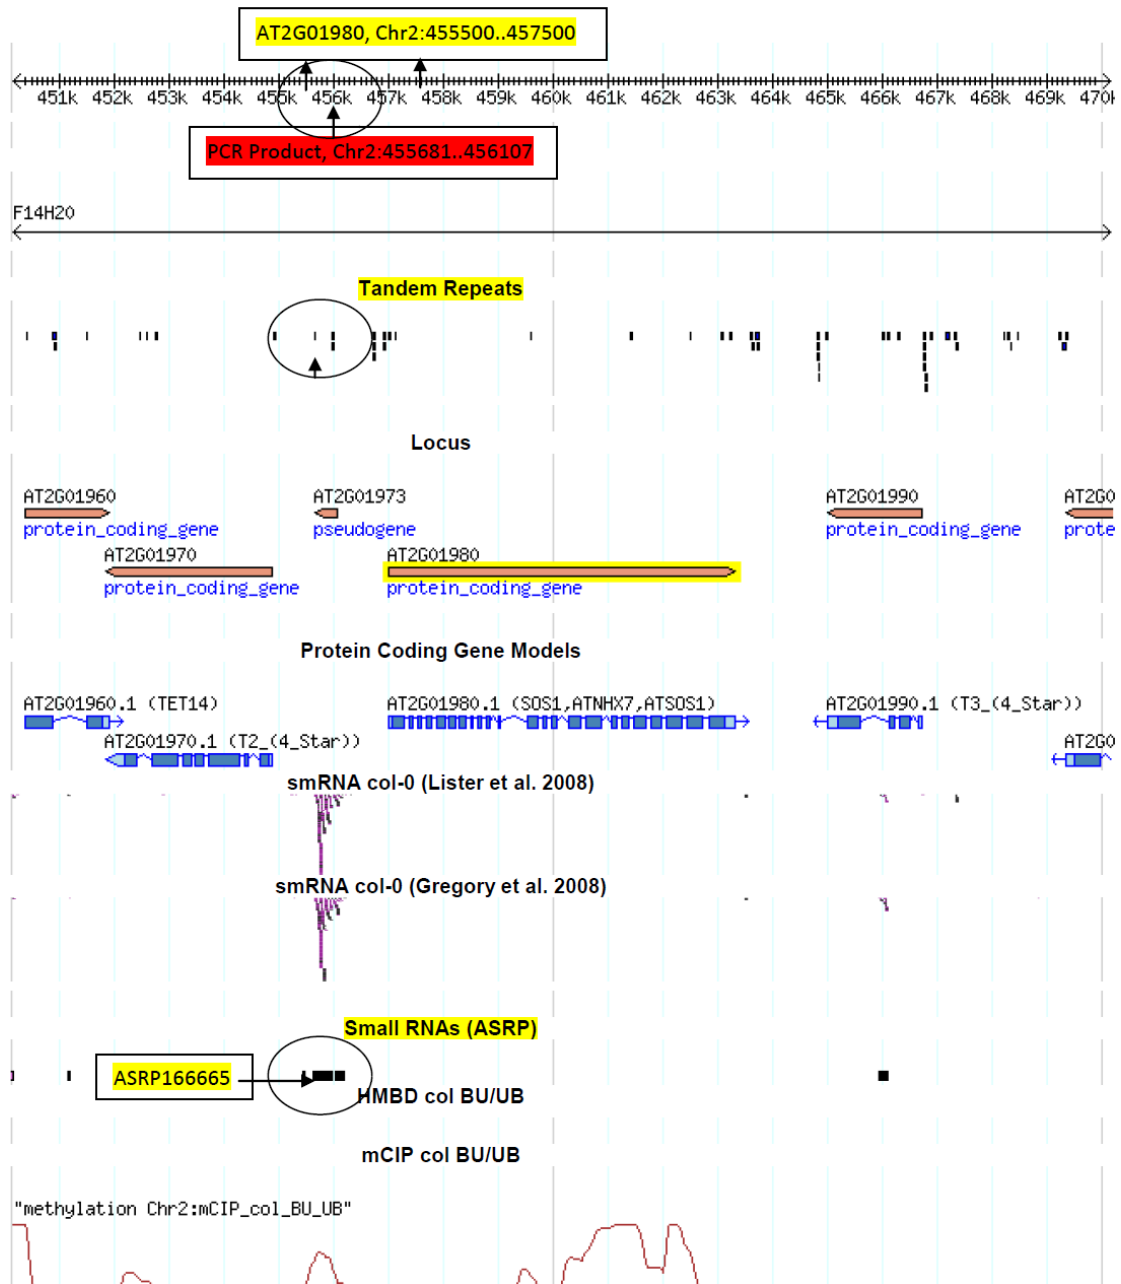 AT2G01980, Chr2:455500..457500
451k 452k 453k 454k 455k 456k 457k 458k 459k 460k 461k 462k 463k 464k 465k 466k 467k 468k 469k 470k
PCR Product, Chr2:455681..456107
F14H20
Tandem Repeats
Locus
AT2G01960 AT2G01973 AT2G01990 AT2G0
protein_coding_gene pseudogene protein_coding_gene prote
AT2G01970 AT2G01980
protein_coding_gene protein_coding_gene
Protein Coding Gene Models
AT2G01960.1 (TET14) AT2G01980.1 (SOS1,ATNHX7,ATSOS1) AT2G01990.1 (T3_(4_Star))
AT2G01970.1 (T2_(4_Star)) AT2G0
smRNA col-0 (Lister et al. 2008)
smRNA col-0 (Gregory et al. 2008)
Small RNAs (ASRP)
ASRP166665
HMBD col BU/UB
mCIP col BU/UB
"methylation Chr2:mCIP_col_BU_UB"